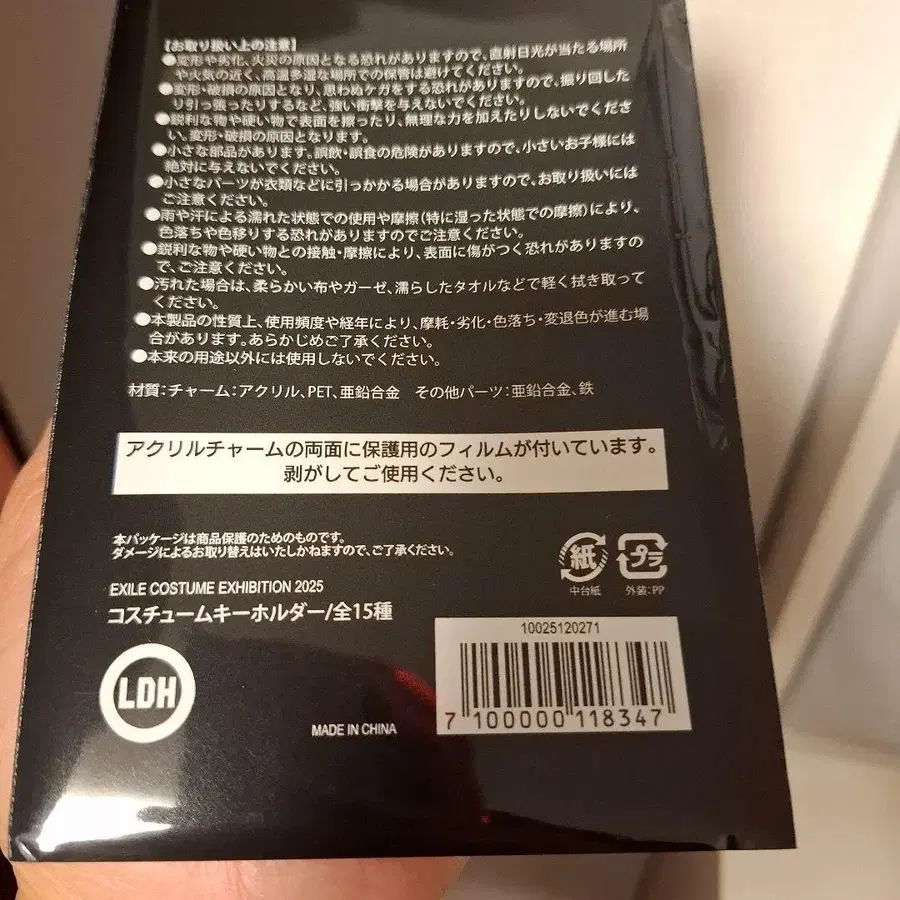 【お取り扱い上の注意】
●変形や劣化、火災の原因となる恐れがありますので、直射日光が当たる場所
や火気の近く、高温多湿な場所での保管は避けてください。
●変形・破損の原因となり、思わぬケガをする恐れがありますので、振り回した
り引っ張ったりするなど、強い衝撃を与えないでください。
●鋭利な物や硬い物で表面を擦ったり、無理な力を加えたりしないでくださ
い。変形・破損の原因となります。
●小さな部品があります。誤飲・誤食の危険がありますので、小さいお子様には
絶対に与えないでください。
●小さなパーツが衣類などに引っかかる場合がありますので、お取り扱いには
ご注意ください。
●雨や汗による濡れた状態での使用や摩擦(特に湿った状態での摩擦)により、
色落ちや色移りする恐れがありますのでご注意ください。
●鋭利な物や硬い物との接触・摩擦により、表面に傷がつく恐れがありますの
で、ご注意ください。
●汚れた場合は、柔らかい布やガーゼ、濡らしたタオルなどで軽く拭き取って
ください。
●本製品の性質上、使用頻度や経年により、摩耗・劣化・色落ち・変退色が進む場
合があります。あらかじめご了承ください。
●本来の用途以外には使用しないでください。
材質：チャーム：アクリル、PET、亜鉛合金　その他パーツ：亜鉛合金、鉄
アクリルチャームの両面に保護用のフィルムが付いています。
剥がしてご使用ください。
本パッケージは商品保護のためのものです。
ダメージによるお取り替えはいたしかねますので、ご了承ください。
紙 プラ
中台紙 外装：PP
EXILE COSTUME EXHIBITION 2025
コスチュームキーホルダー/全15種
10025120271
7 100000 118347
LDH
MADE IN CHINA